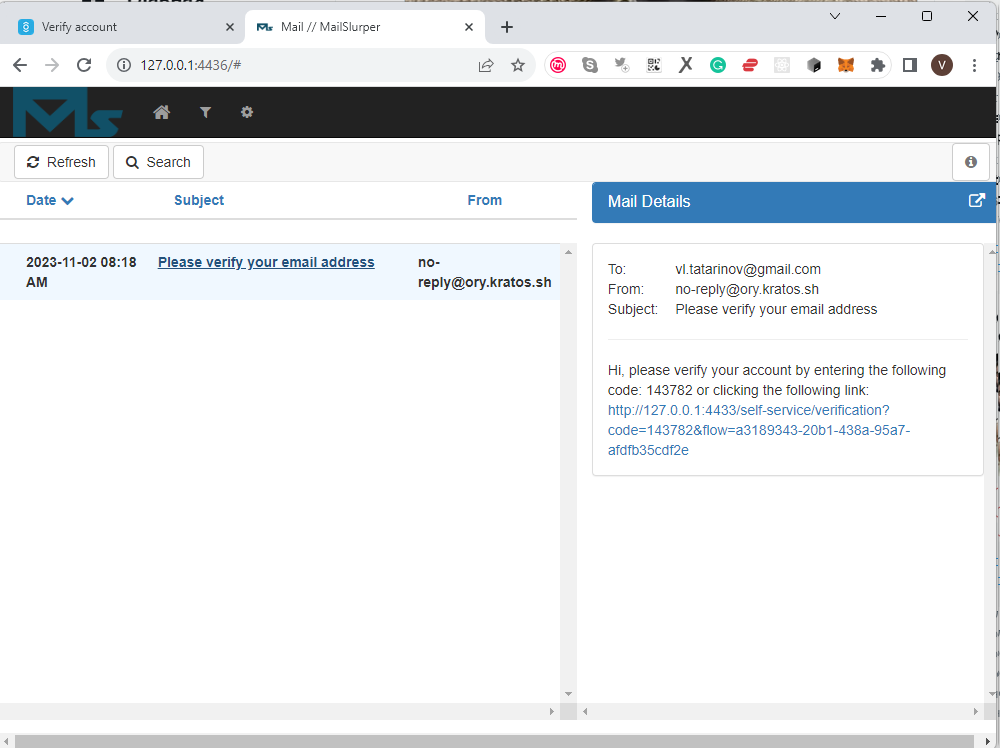 Verify account
Mail // MailSlurper
127.0.0.1:4436/#
V
Ms
Refresh
Search
Date
Subject
From
Mail Details
2023-11-02 08:18
AM
Please verify your email address
no-
reply@ory.kratos.sh
To: vl.tatarinov@gmail.com
From: no-reply@ory.kratos.sh
Subject: Please verify your email address
Hi, please verify your account by entering the following
code: 143782 or clicking the following link:
http://127.0.0.1:4433/self-service/verification?
code=143782&flow=a3189343-20b1-438a-95a7-
afdfb35cdf2e